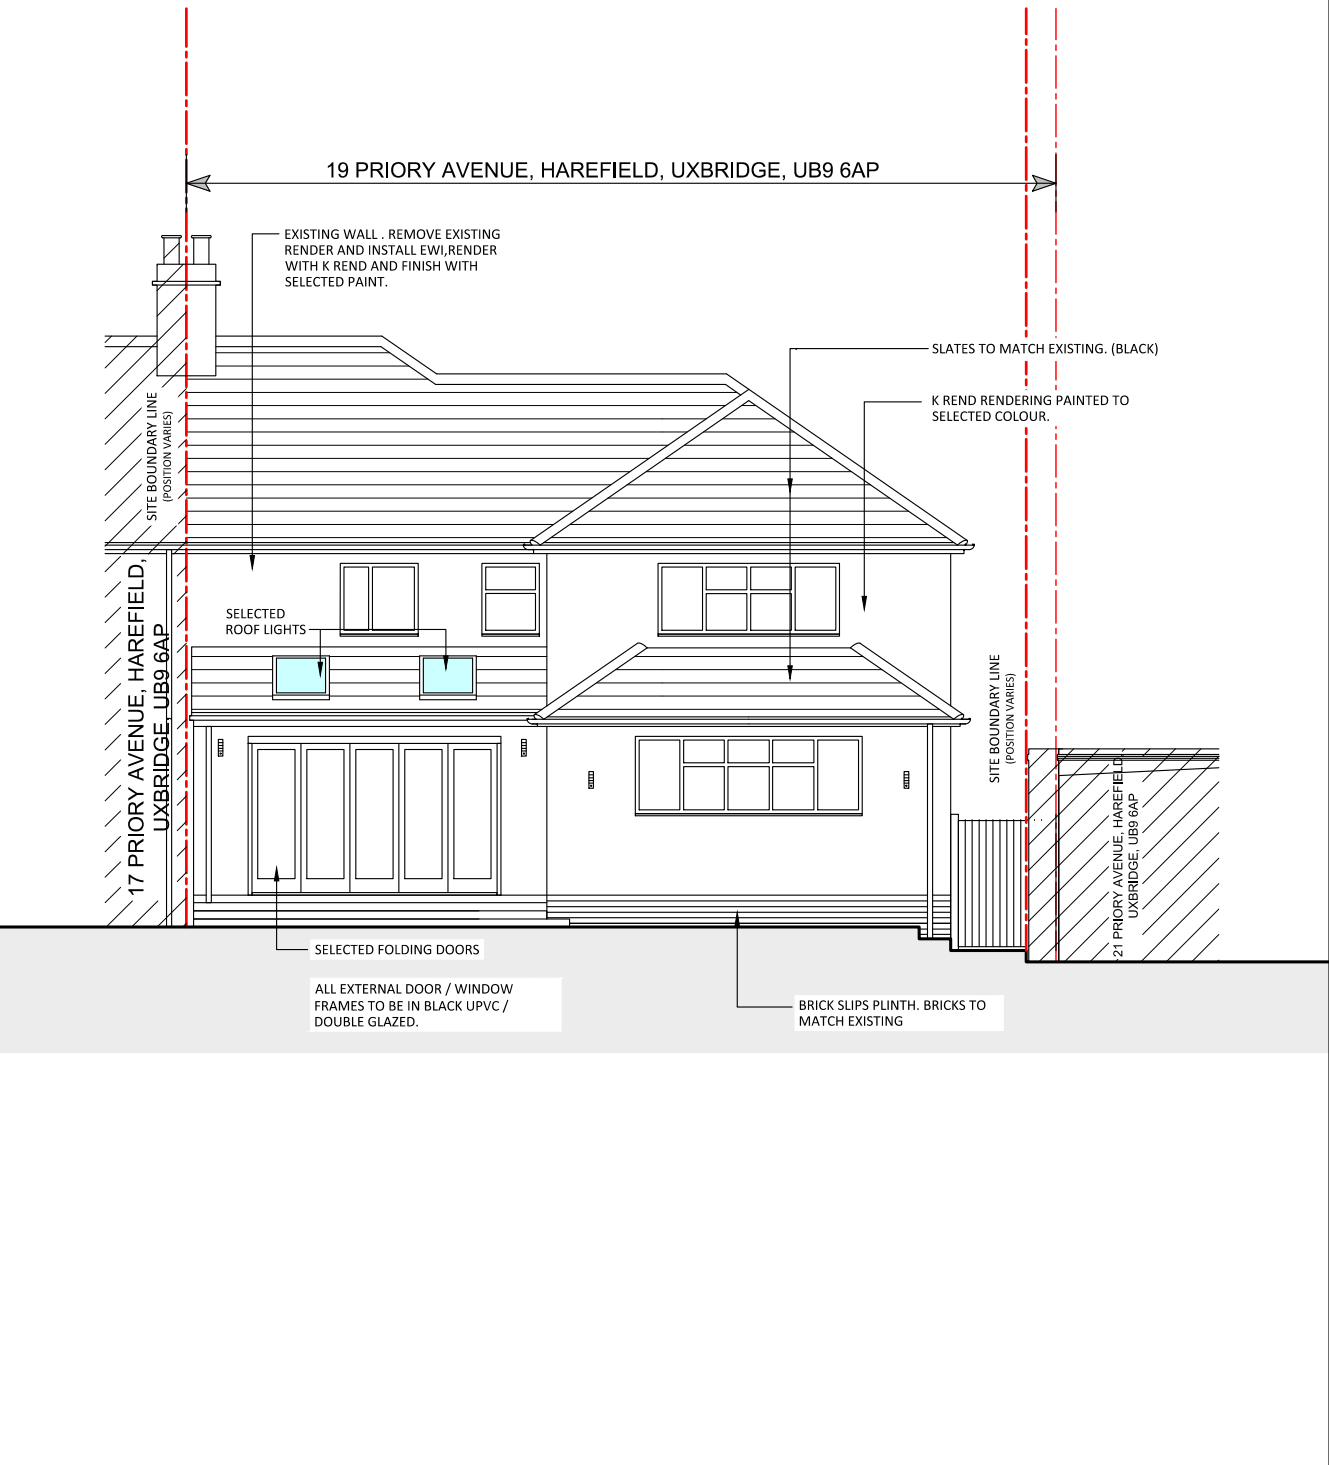 19 PRIORY AVENUE, HAREFIELD, UXBRIDGE, UB9 6AP
EXISTING WALL . REMOVE EXISTING
RENDER AND INSTALL EWI,RENDER
WITH K REND AND FINISH WITH
SELECTED PAINT.
SLATES TO MATCH EXISTING. (BLACK)
K REND RENDERING PAINTED TO
SELECTED COLOUR.
SITE BOUNDARY LINE
(POSITION VARIES)
17 PRIORY AVENUE, HAREFIELD,
UXBRIDGE, UB9 6AP
SELECTED
ROOF LIGHTS
SITE BOUNDARY LINE
(POSITION VARIES)
21 PRIORY AVENUE, HAREFIELD,
UXBRIDGE, UB9 6AP
SELECTED FOLDING DOORS
ALL EXTERNAL DOOR / WINDOW
FRAMES TO BE IN BLACK UPVC /
DOUBLE GLAZED.
BRICK SLIPS PLINTH. BRICKS TO
MATCH EXISTING